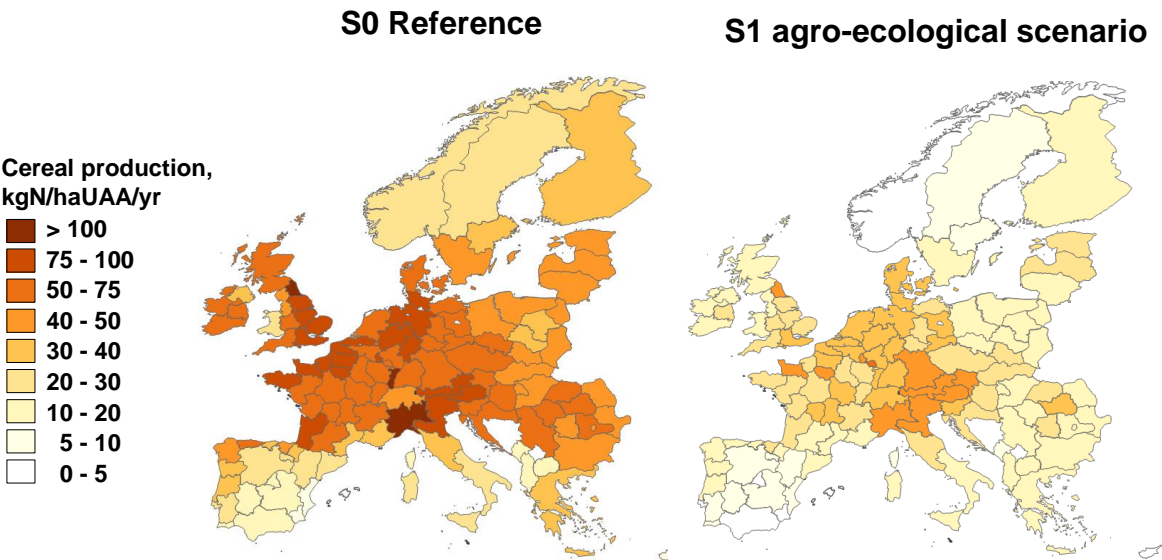 S0 Reference
S1 agro-ecological scenario
Cereal production,
kgN/haUAA/yr
> 100
75 - 100
50 - 75
40 - 50
30 - 40
20 - 30
10 - 20
5 - 10
0 - 5